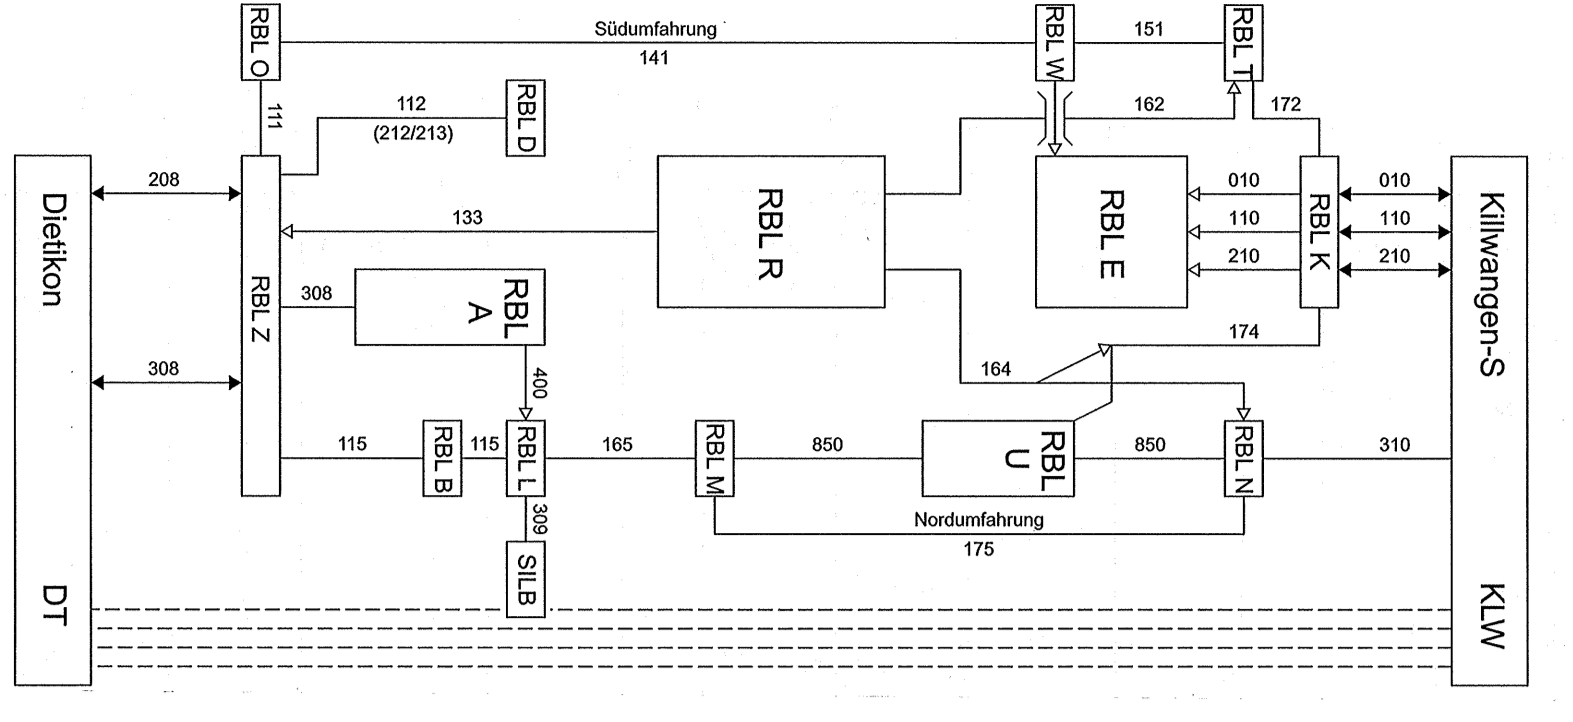 RBL O
Südumfahrung
141
RBL W
151
RBL T
111
112
(212/213)
RBL D
162
172
Dietikon
DT
208
308
RBL Z
133
308
RBL
A
400
RBL R
RBL E
010
110
210
RBL K
010
110
210
Killwangen-S
KLW
174
164
115
RBL B
115
RBL L
165
RBL M
850
RBL
U
850
RBL N
310
309
SILB
Nordumfahrung
175